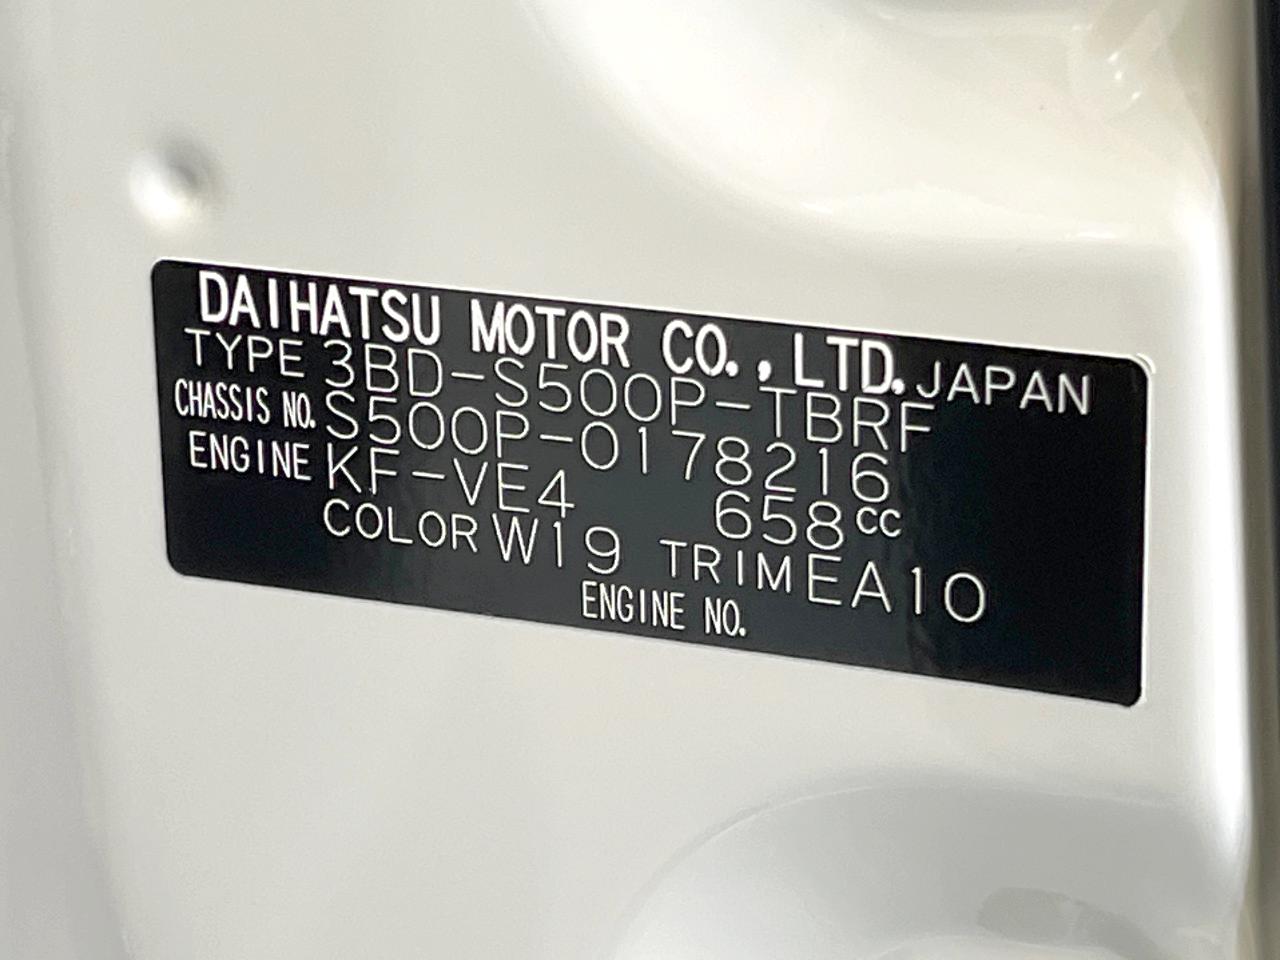 DAIHATSU MOTOR CO., LTD. JAPAN
TYPE 3BD-S500P-TBRF
CHASSIS NO. S500P-0178216
ENGINE KF-VE4 658cc
COLOR W19 TRIM EA10
ENGINE NO.